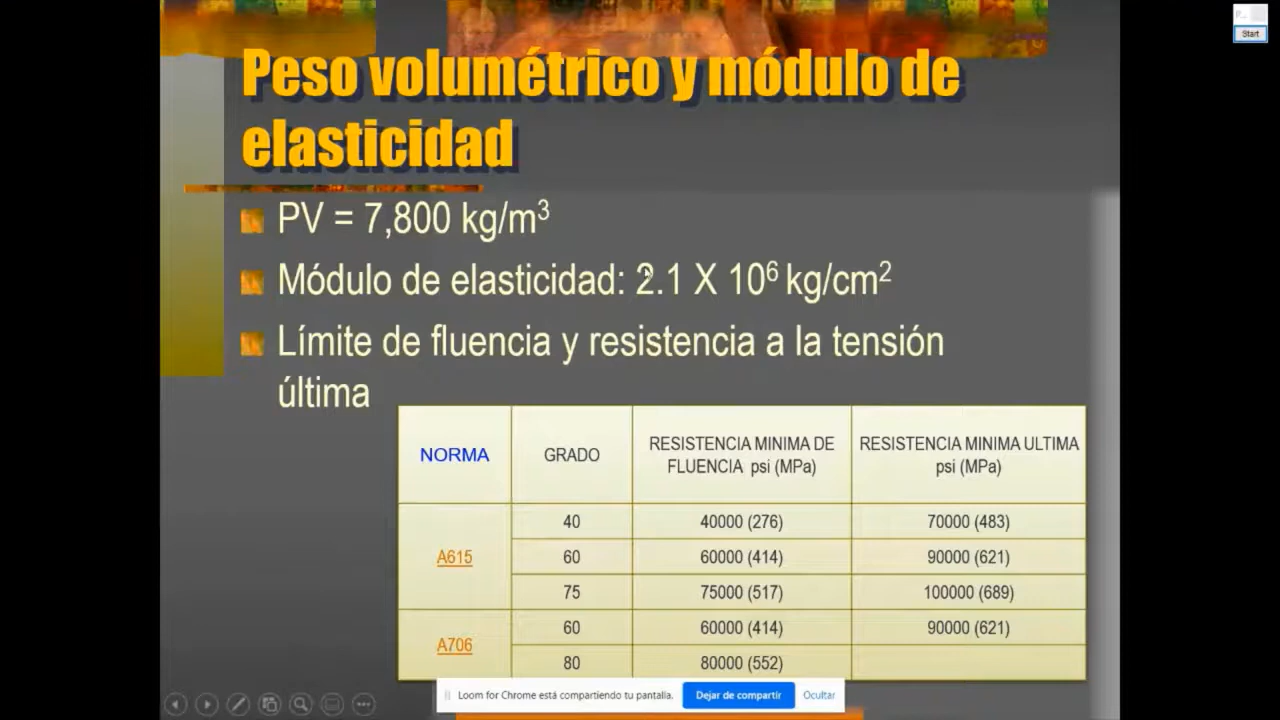 Peso volumétrico y módulo de
elasticidad
PV = 7,800 kg/m³
Módulo de elasticidad: 2.1 X 10⁶ kg/cm²
Límite de fluencia y resistencia a la tensión
última
NORMA GRADO RESISTENCIA MINIMA DE FLUENCIA psi (MPa) RESISTENCIA MINIMA ULTIMA psi (MPa)
A615 40 40000 (276) 70000 (483)
60 60000 (414) 90000 (621)
75 75000 (517) 100000 (689)
A706 60 60000 (414) 90000 (621)
80 80000 (552)
Loom for Chrome está compartiendo tu pantalla. Dejar de compartir Ocultar
Start